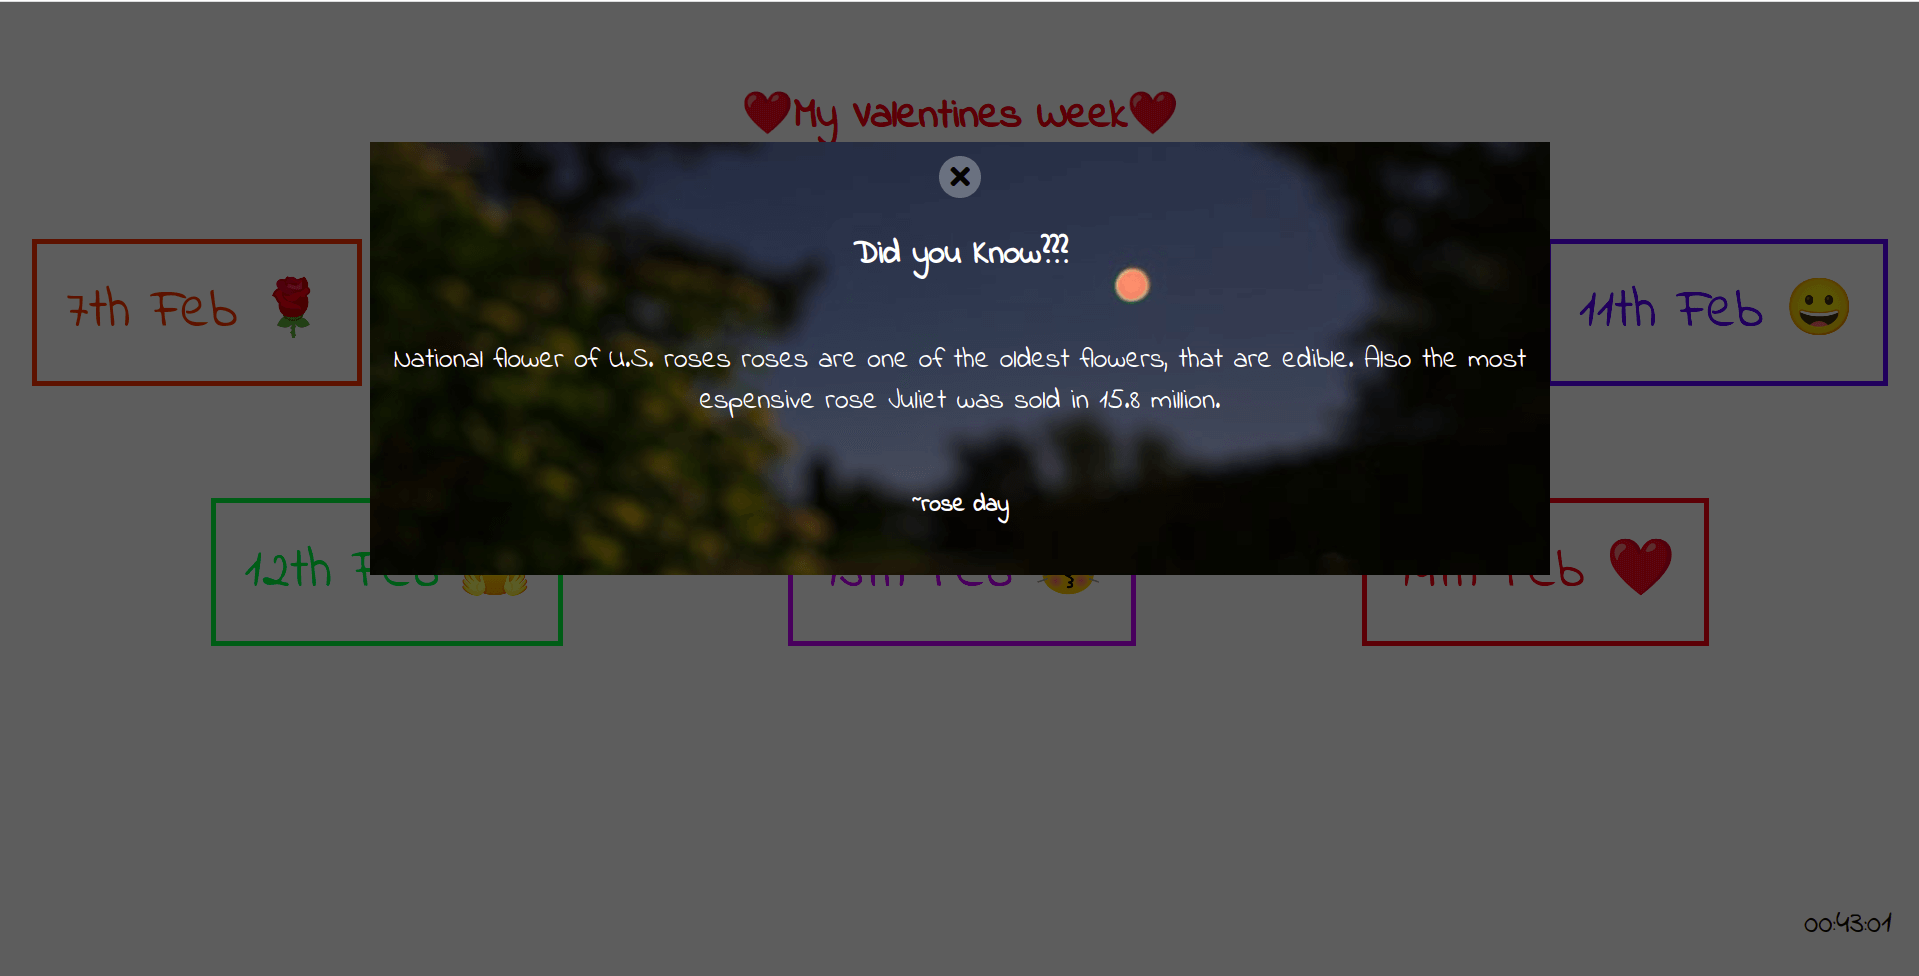 ❤️My Valentines Week❤️
Did you Know???
7th Feb 🌹
11th Feb 😀
National flower of U.S. roses roses are one of the oldest flowers, that are edible. Also the most
espensive rose Juliet was sold in 15.8 million.
~rose day
12th Feb 🤗
13th Feb 😽
14th Feb ❤️
00:43:01